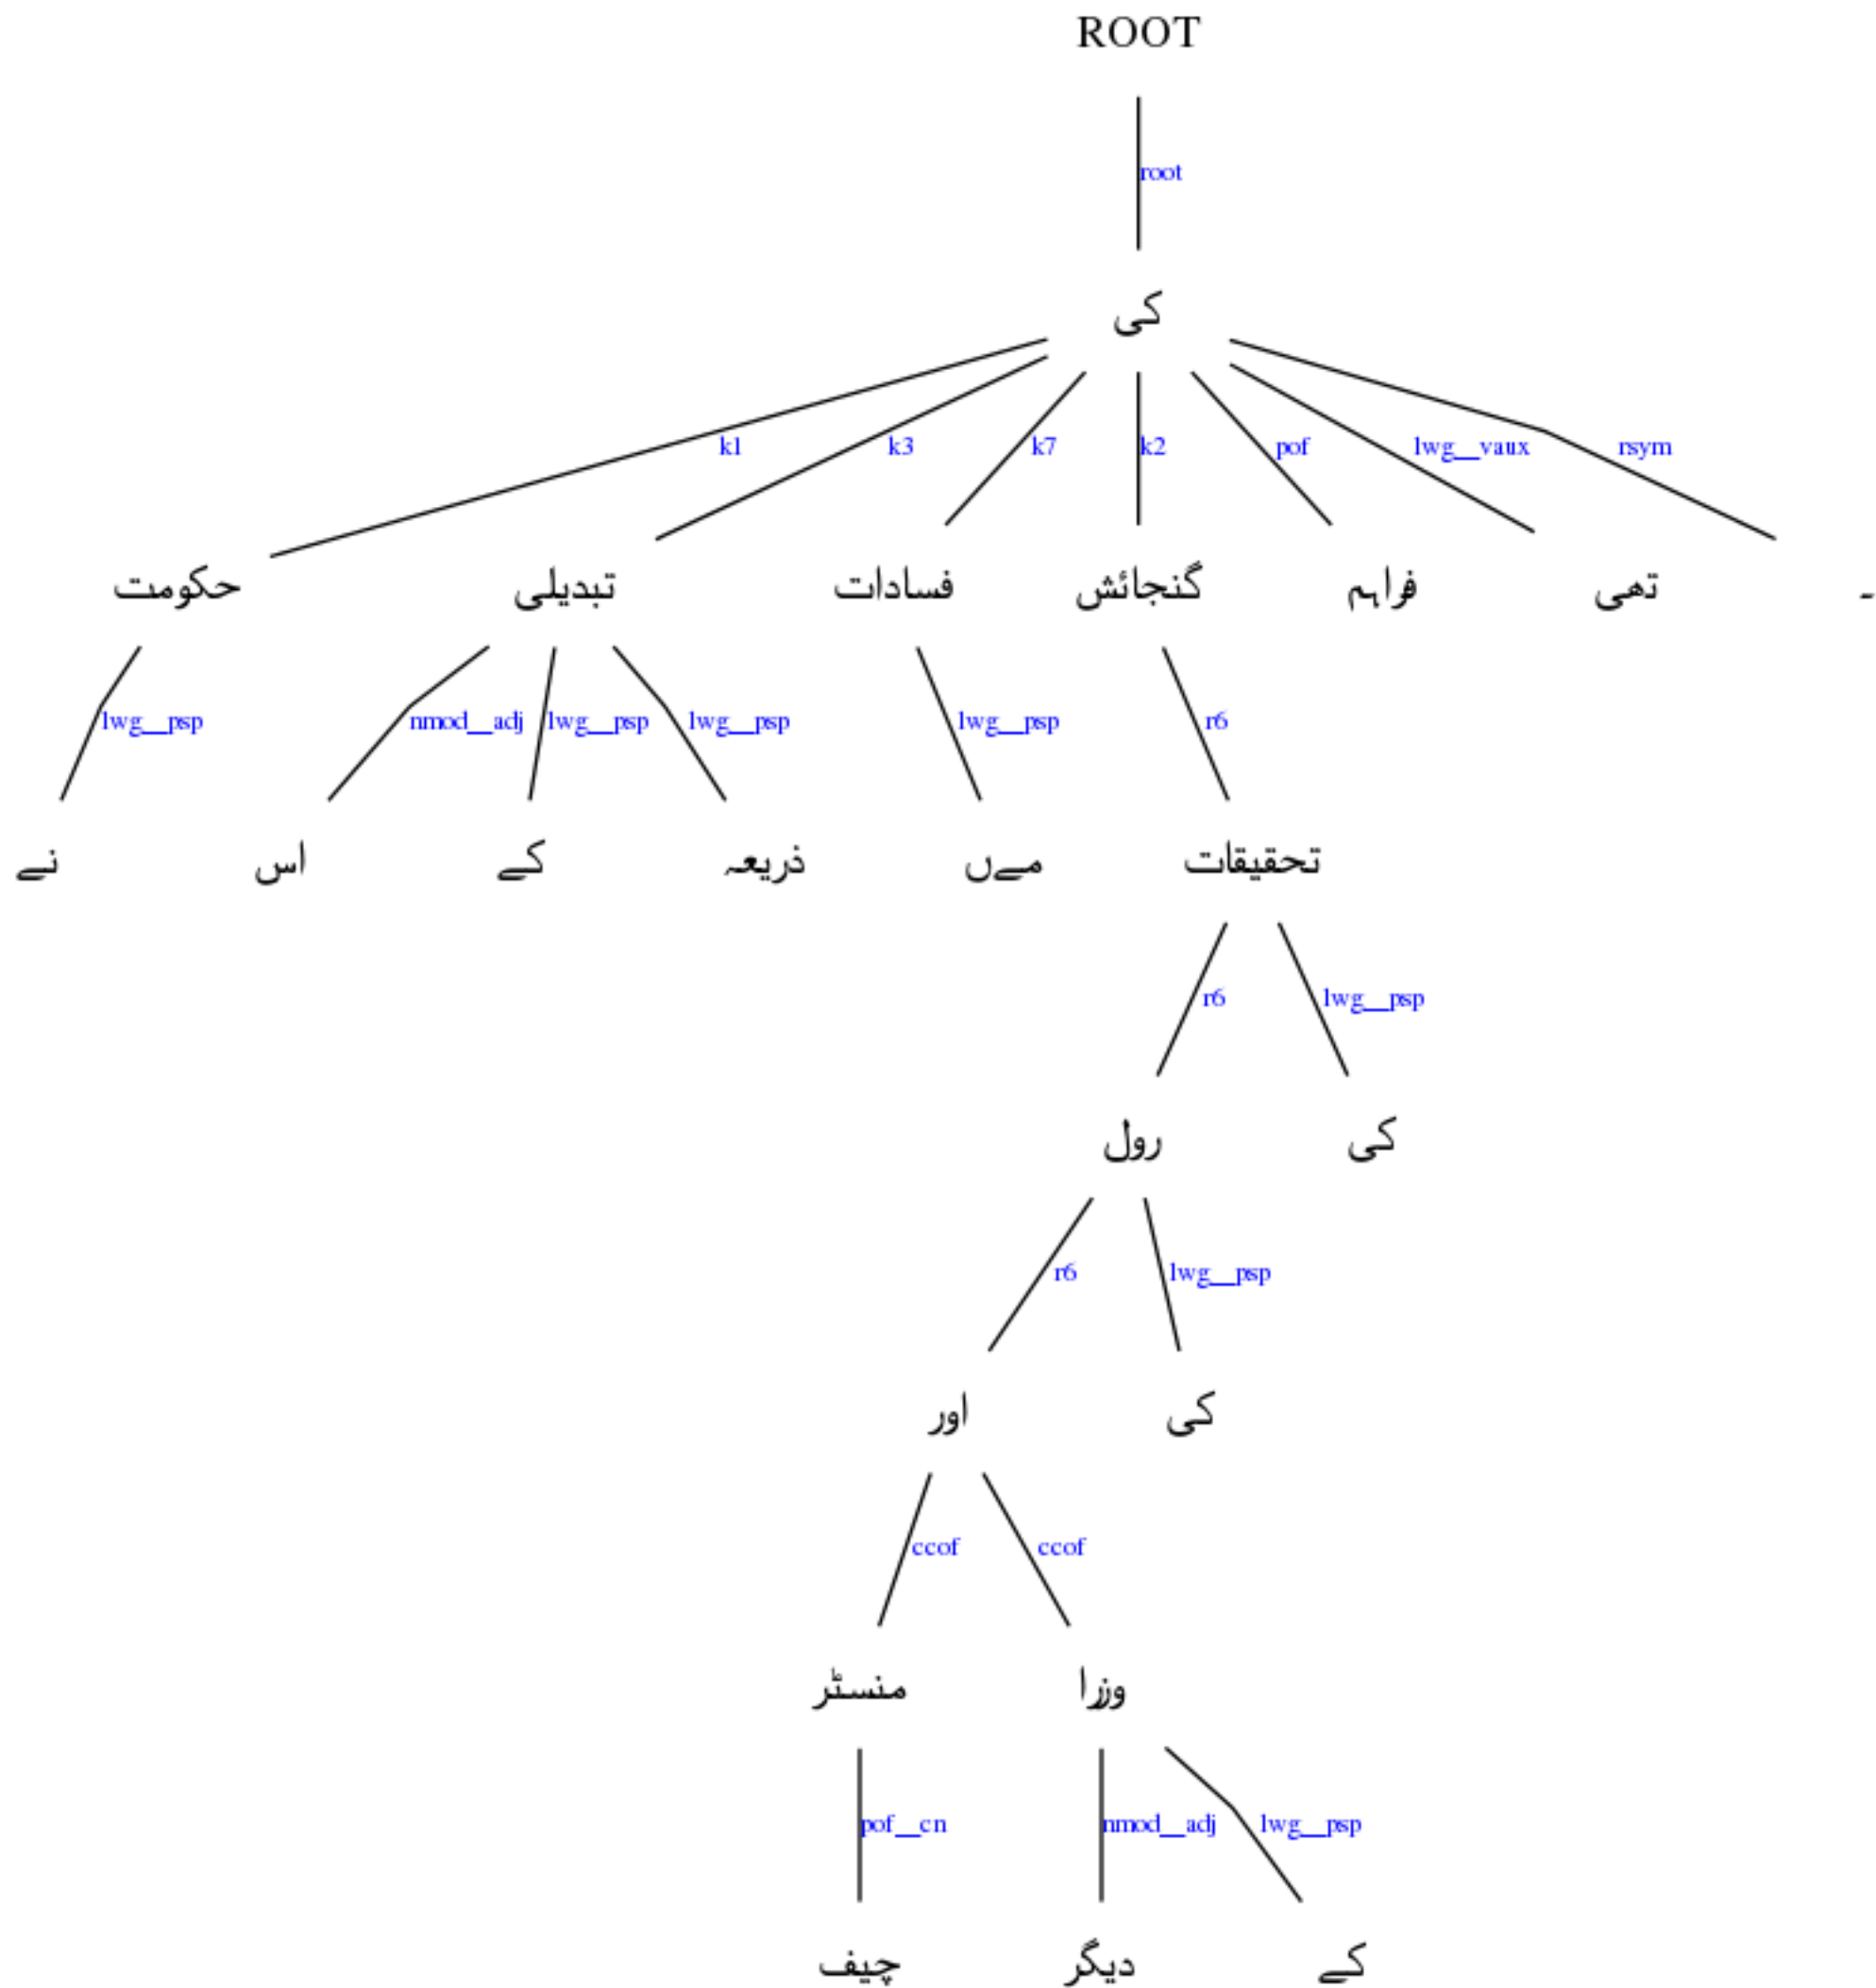 ROOT
root
کی
k1 k3 k7 k2 pof lwg__vaux rsym
حکومت تبدیلی فسادات گنجائش فراہم تھی ۔
lwg__psp nmod__adj lwg__psp lwg__psp lwg__psp r6
نے اس کے ذریعہ مےں تحقیقات
r6 lwg__psp
رول کی
r6 lwg__psp
اور کی
ccof ccof
منسٹر وزرا
pof__cn nmod__adj lwg__psp
چیف دیگر کے